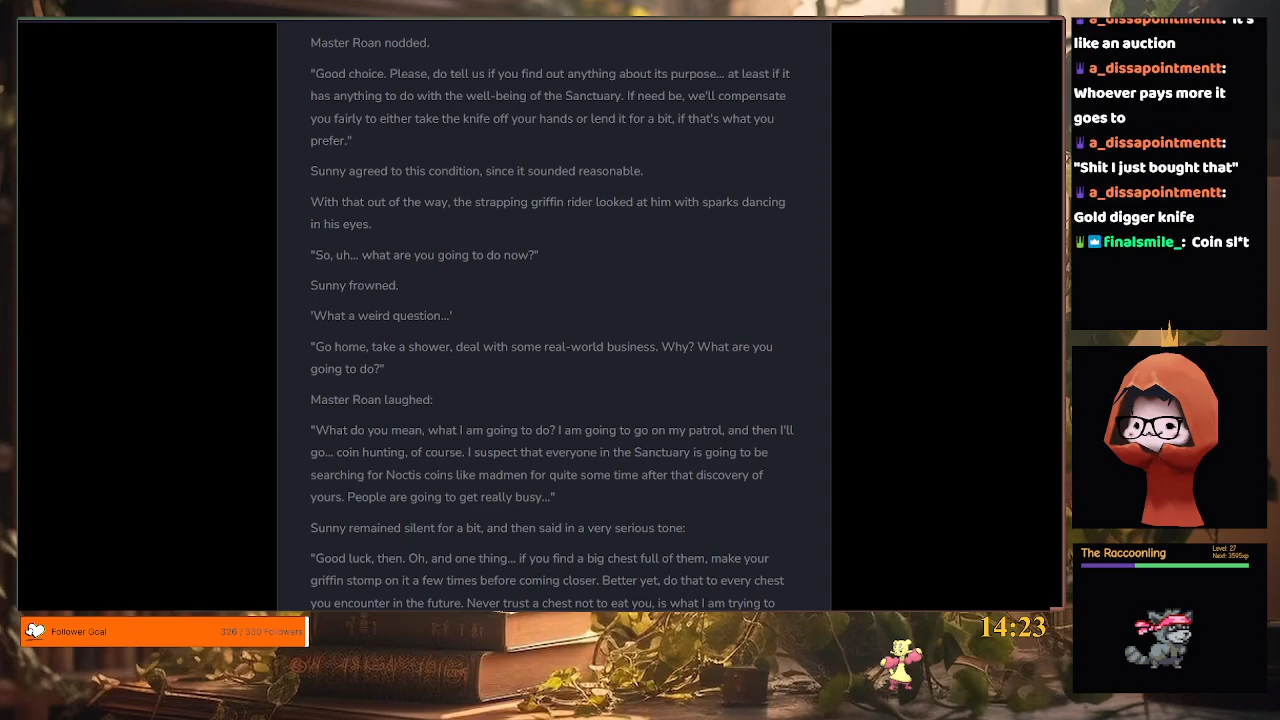 Master Roan nodded.
"Good choice. Please, do tell us if you find out anything about its purpose... at least if it
has anything to do with the well-being of the Sanctuary. If need be, we'll compensate
you fairly to either take the knife off your hands or lend it for a bit, if that's what you
prefer."
Sunny agreed to this condition, since it sounded reasonable.
With that out of the way, the strapping griffin rider looked at him with sparks dancing
in his eyes.
"So, uh... what are you going to do now?"
Sunny frowned.
'What a weird question...'
"Go home, take a shower, deal with some real-world business. Why? What are you
going to do?"
Master Roan laughed:
"What do you mean, what I am going to do? I am going to go on my patrol, and then I'll
go... coin hunting, of course. I suspect that everyone in the Sanctuary is going to be
searching for Noctis coins like madmen for quite some time after that discovery of
yours. People are going to get really busy..."
Sunny remained silent for a bit, and then said in a very serious tone:
"Good luck, then. Oh, and one thing... if you find a big chest full of them, make your
griffin stomp on it a few times before coming closer. Better yet, do that to every chest
you encounter in the future. Never trust a chest not to eat you, is what I am trying to
a_dissapointmentt: It's
like an auction
a_dissapointmentt:
Whoever pays more it
goes to
a_dissapointmentt:
"Shit I just bought that"
a_dissapointmentt:
Gold digger knife
finalsmile_: Coin sl*t
The Raccoonling
Level: 27
Next: 3595xp
Follower Goal
326 / 330 Followers
14:23